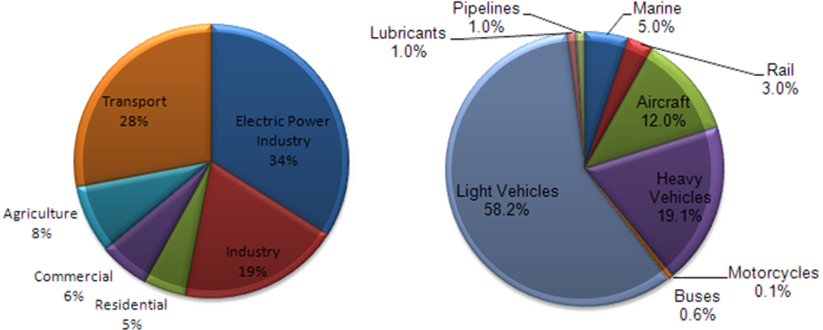 Transport
28%
Electric Power
Industry
34%
Agriculture
8%
Commercial
6%
Residential
5%
Industry
19%
Pipelines
1.0%
Lubricants
1.0%
Marine
5.0%
Rail
3.0%
Aircraft
12.0%
Light Vehicles
58.2%
Heavy
Vehicles
19.1%
Motorcycles
0.1%
Buses
0.6%